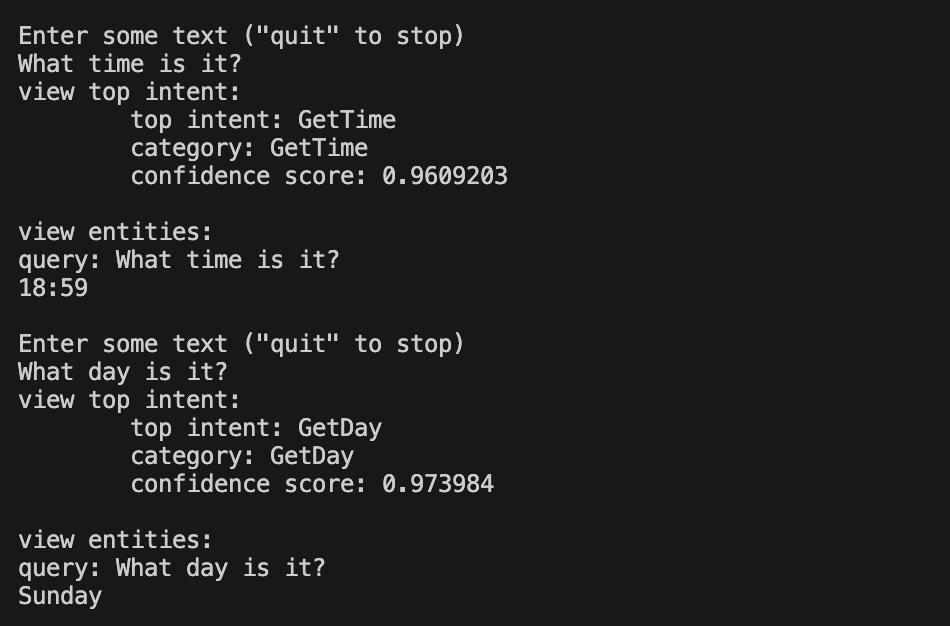 Enter some text ("quit" to stop)
What time is it?
view top intent:
top intent: GetTime
category: GetTime
confidence score: 0.9609203
view entities:
query: What time is it?
18:59
Enter some text ("quit" to stop)
What day is it?
view top intent:
top intent: GetDay
category: GetDay
confidence score: 0.973984
view entities:
query: What day is it?
Sunday